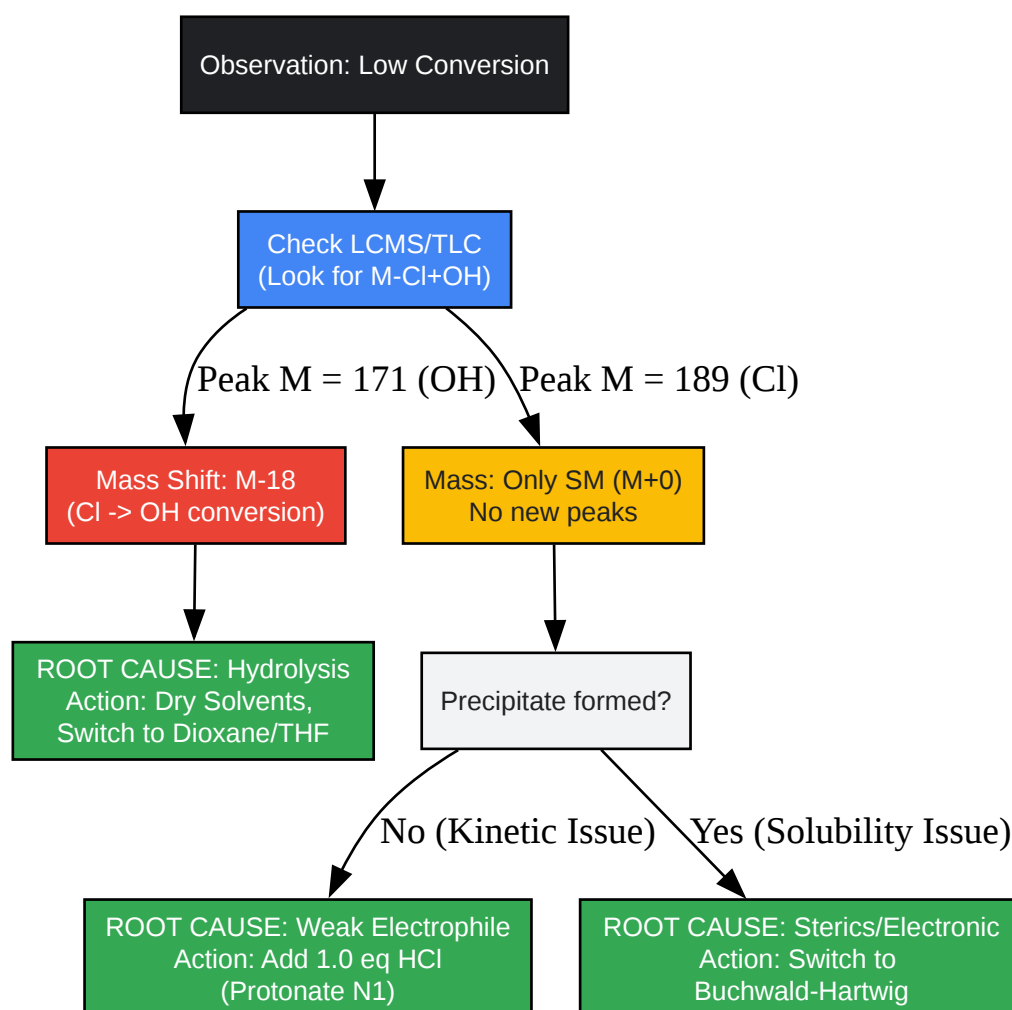 Observation: Low Conversion
Check LCMS/TLC
(Look for M-Cl+OH)
Peak M = 171 (OH)
Peak M = 189 (Cl)
Mass Shift: M-18
(Cl -> OH conversion)
Mass: Only SM (M+0)
No new peaks
ROOT CAUSE: Hydrolysis
Action: Dry Solvents,
Switch to Dioxane/THF
Precipitate formed?
No (Kinetic Issue)
Yes (Solubility Issue)
ROOT CAUSE: Weak Electrophile
Action: Add 1.0 eq HCl
(Protonate N1)
ROOT CAUSE: Sterics/Electronic
Action: Switch to
Buchwald-Hartwig